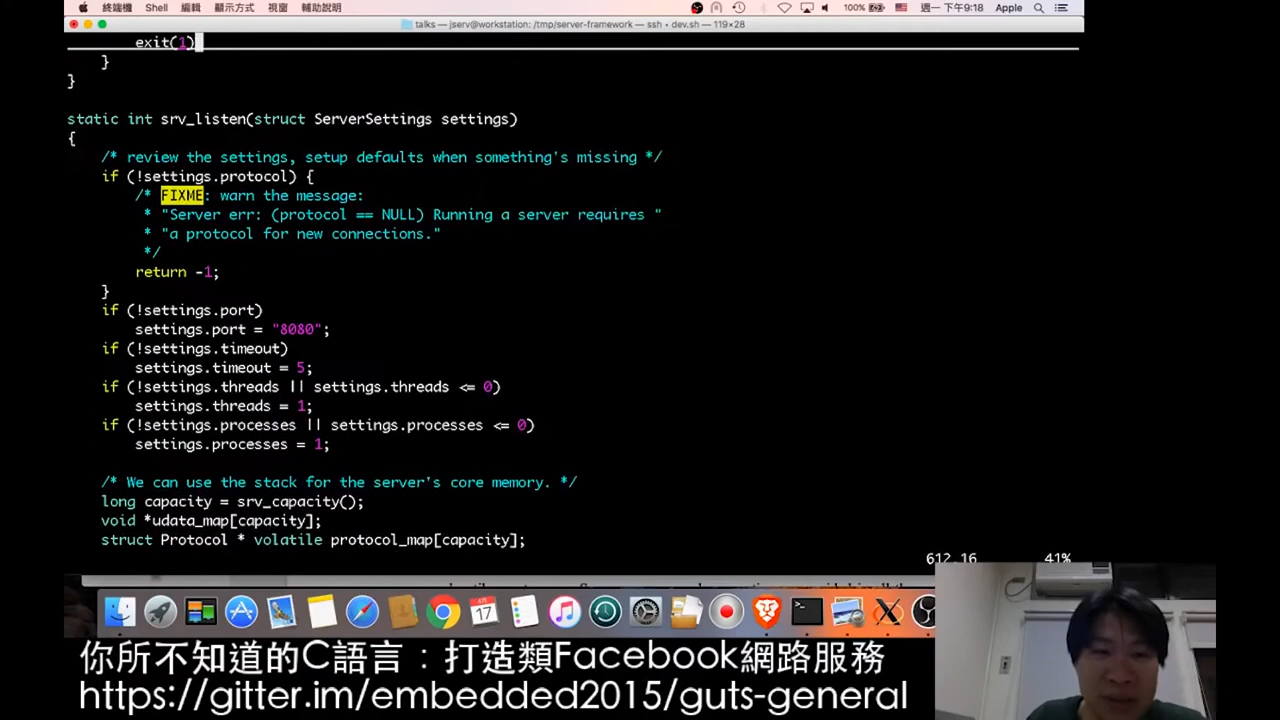 終端機 Shell 編輯 顯示方式 視窗 輔助說明 100% 週一 下午9:18 Apple
talks — jserv@workstation: /tmp/server-framework — ssh • dev.sh — 119×28
exit(1)
}
}
static int srv_listen(struct ServerSettings settings)
{
/* review the settings, setup defaults when something's missing */
if (!settings.protocol) {
/* FIXME: warn the message:
* "Server err: (protocol == NULL) Running a server requires "
* "a protocol for new connections."
*/
return -1;
}
if (!settings.port)
settings.port = "8080";
if (!settings.timeout)
settings.timeout = 5;
if (!settings.threads || settings.threads <= 0)
settings.threads = 1;
if (!settings.processes || settings.processes <= 0)
settings.processes = 1;
/* We can use the stack for the server's core memory. */
long capacity = srv_capacity();
void *udata_map[capacity];
struct Protocol * volatile protocol_map[capacity];
612,16 41%
17
你所不知道的C語言：打造類Facebook網路服務
https://gitter.im/embedded2015/guts-general